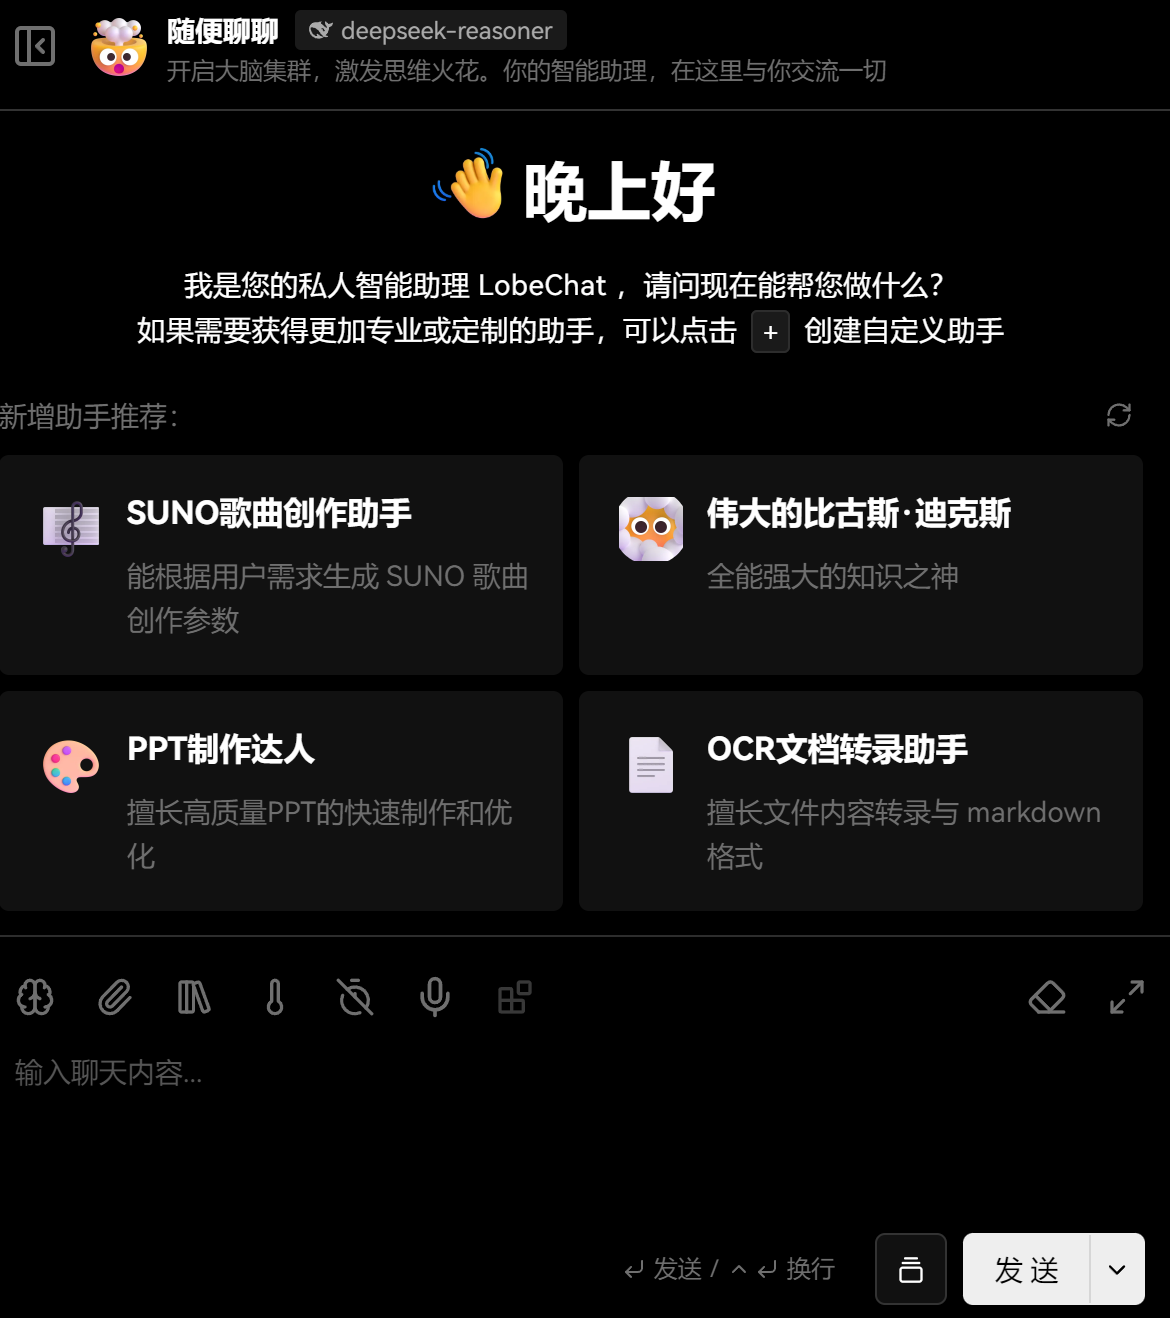 随便聊聊 deepseek-reasoner
开启大脑集群，激发思维火花。你的智能助理，在这里与你交流一切
晚上好
我是您的私人智能助理 LobeChat ，请问现在能帮您做什么？
如果需要获得更加专业或定制的助手，可以点击 + 创建自定义助手
新增助手推荐：
SUNO歌曲创作助手
能根据用户需求生成 SUNO 歌曲
创作参数
伟大的比古斯·迪克斯
全能强大的知识之神
PPT制作达人
擅长高质量PPT的快速制作和优
化
OCR文档转录助手
擅长文件内容转录与 markdown
格式
输入聊天内容...
发送 / 换行
发 送